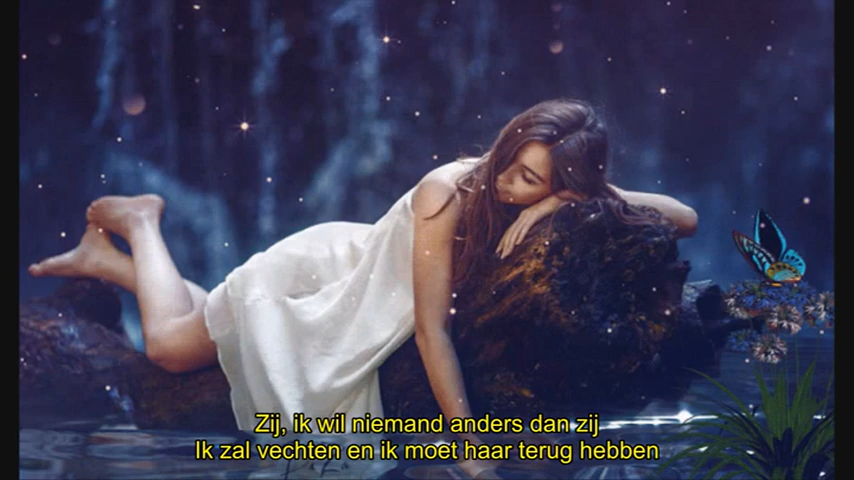 Zij, ik wil niemand anders dan zij
Ik zal vechten en ik moet haar terug hebben